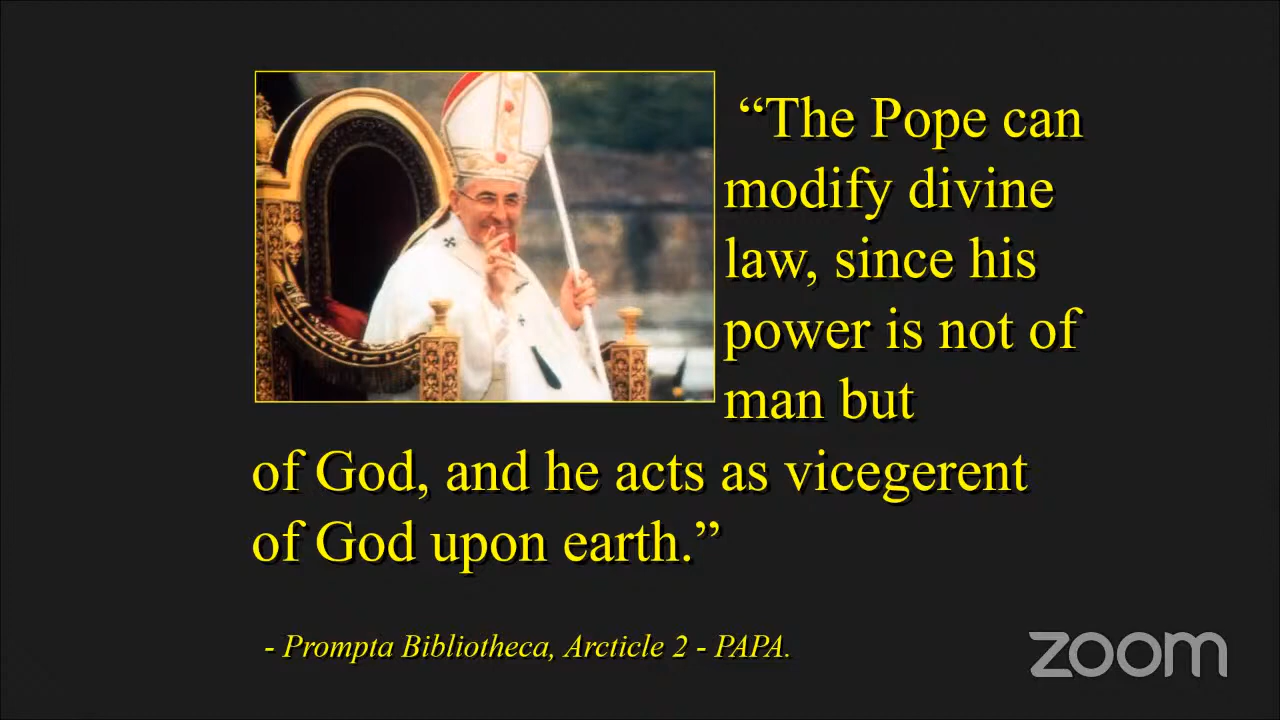 “The Pope can
modify divine
law, since his
power is not of
man but
of God, and he acts as vicegerent
of God upon earth.”
- Prompta Bibliotheca, Arcticle 2 - PAPA.
zoom